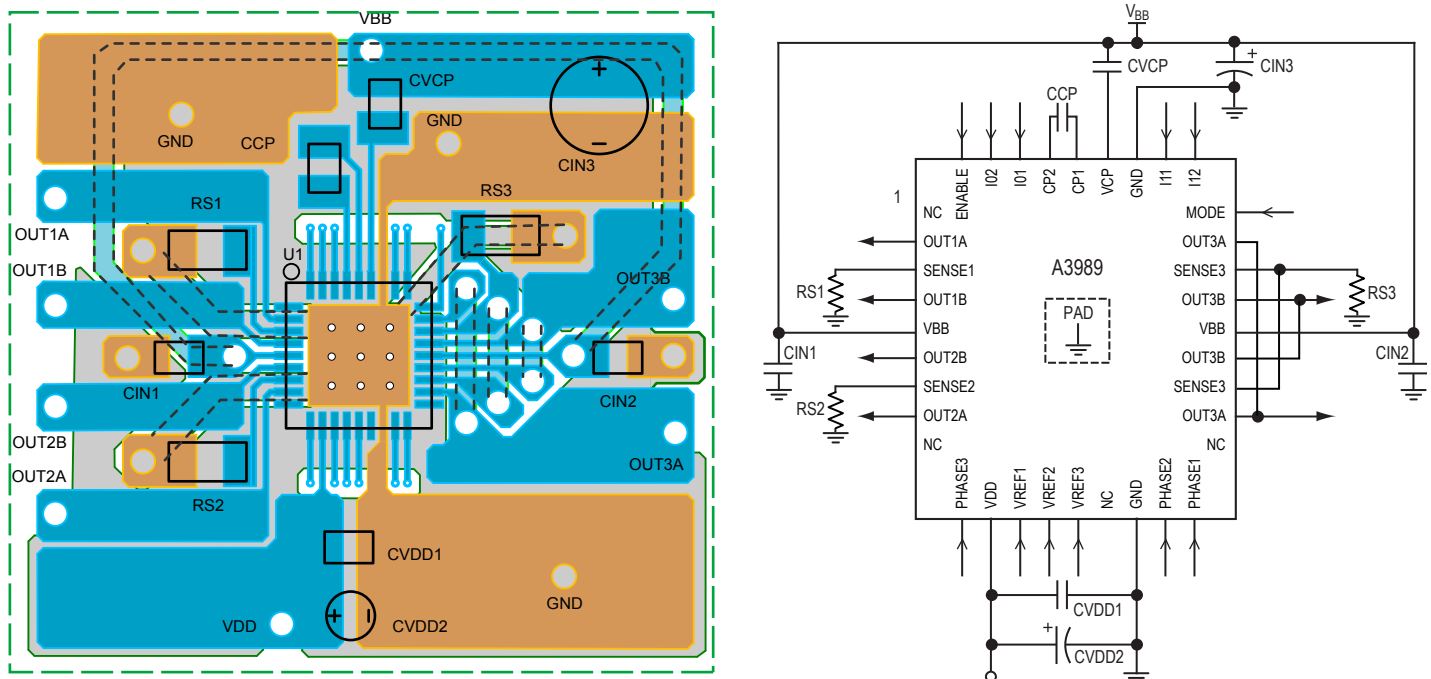 VBB
CVCP
GND
GND
CCP
CIN3
RS1
RS3
OUT1A
U1
OUT1B
OUT3B
CIN1
CIN2
OUT2B
OUT2A
OUT3A
RS2
CVDD1
GND
VDD
CVDD2
VBB
CVCP
CIN3
CCP
ENABLE
I02
I01
CP2
CP1
VCP
GND
I11
I12
1
NC
MODE
OUT1A
OUT3A
SENSE1
A3989
SENSE3
RS1
OUT1B
OUT3B
RS3
PAD
VBB
VBB
CIN1
OUT2B
OUT3B
CIN2
SENSE2
SENSE3
RS2
OUT2A
OUT3A
NC
NC
PHASE3
VDD
VREF1
VREF2
VREF3
NC
GND
PHASE2
PHASE1
CVDD1
CVDD2